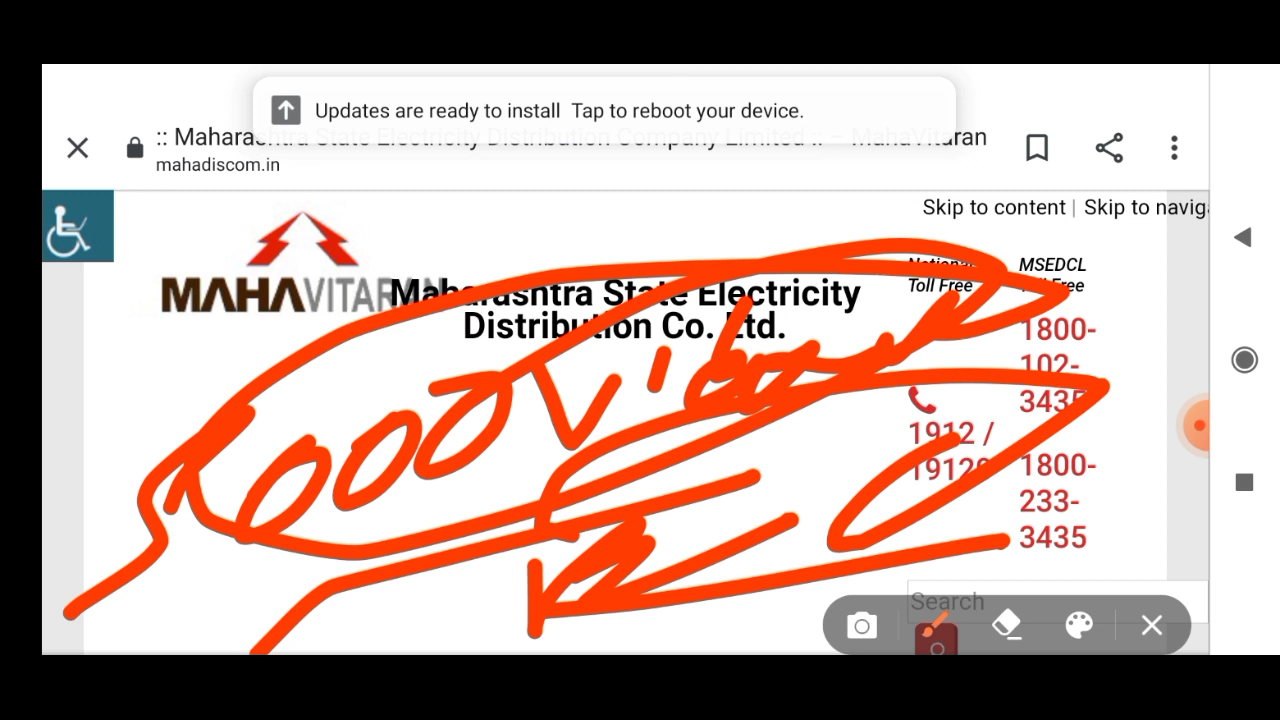 Updates are ready to install Tap to reboot your device.
:: Maharashtra State Electricity Distribution Company Limited :: – MahaVitaran
mahadiscom.in
Skip to content | Skip to
MAHAVITARAN
Maharashtra State Electricity
Distribution Co. Ltd.
National
Toll Free
1912 /
MSEDCL
Toll Free
1800-
102-
3435
1800-
233-
3435
Search